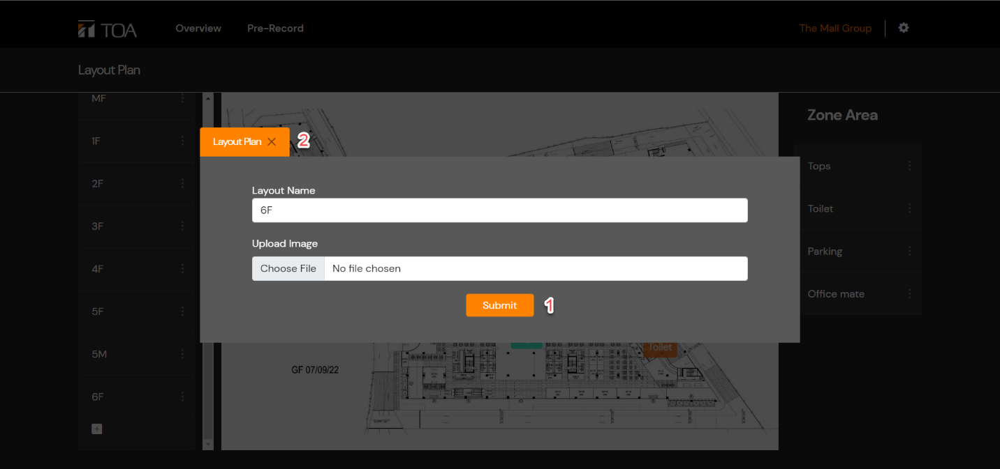 TOA
Overview
Pre-Record
The Mall Group
Layout Plan
MF
1F
2F
3F
4F
5F
5M
6F
Layout Plan
2
Layout Name
6F
Upload Image
Choose File
No file chosen
Submit
1
Toilet
GF 07/09/22
Zone Area
Tops
Toilet
Parking
Office mate